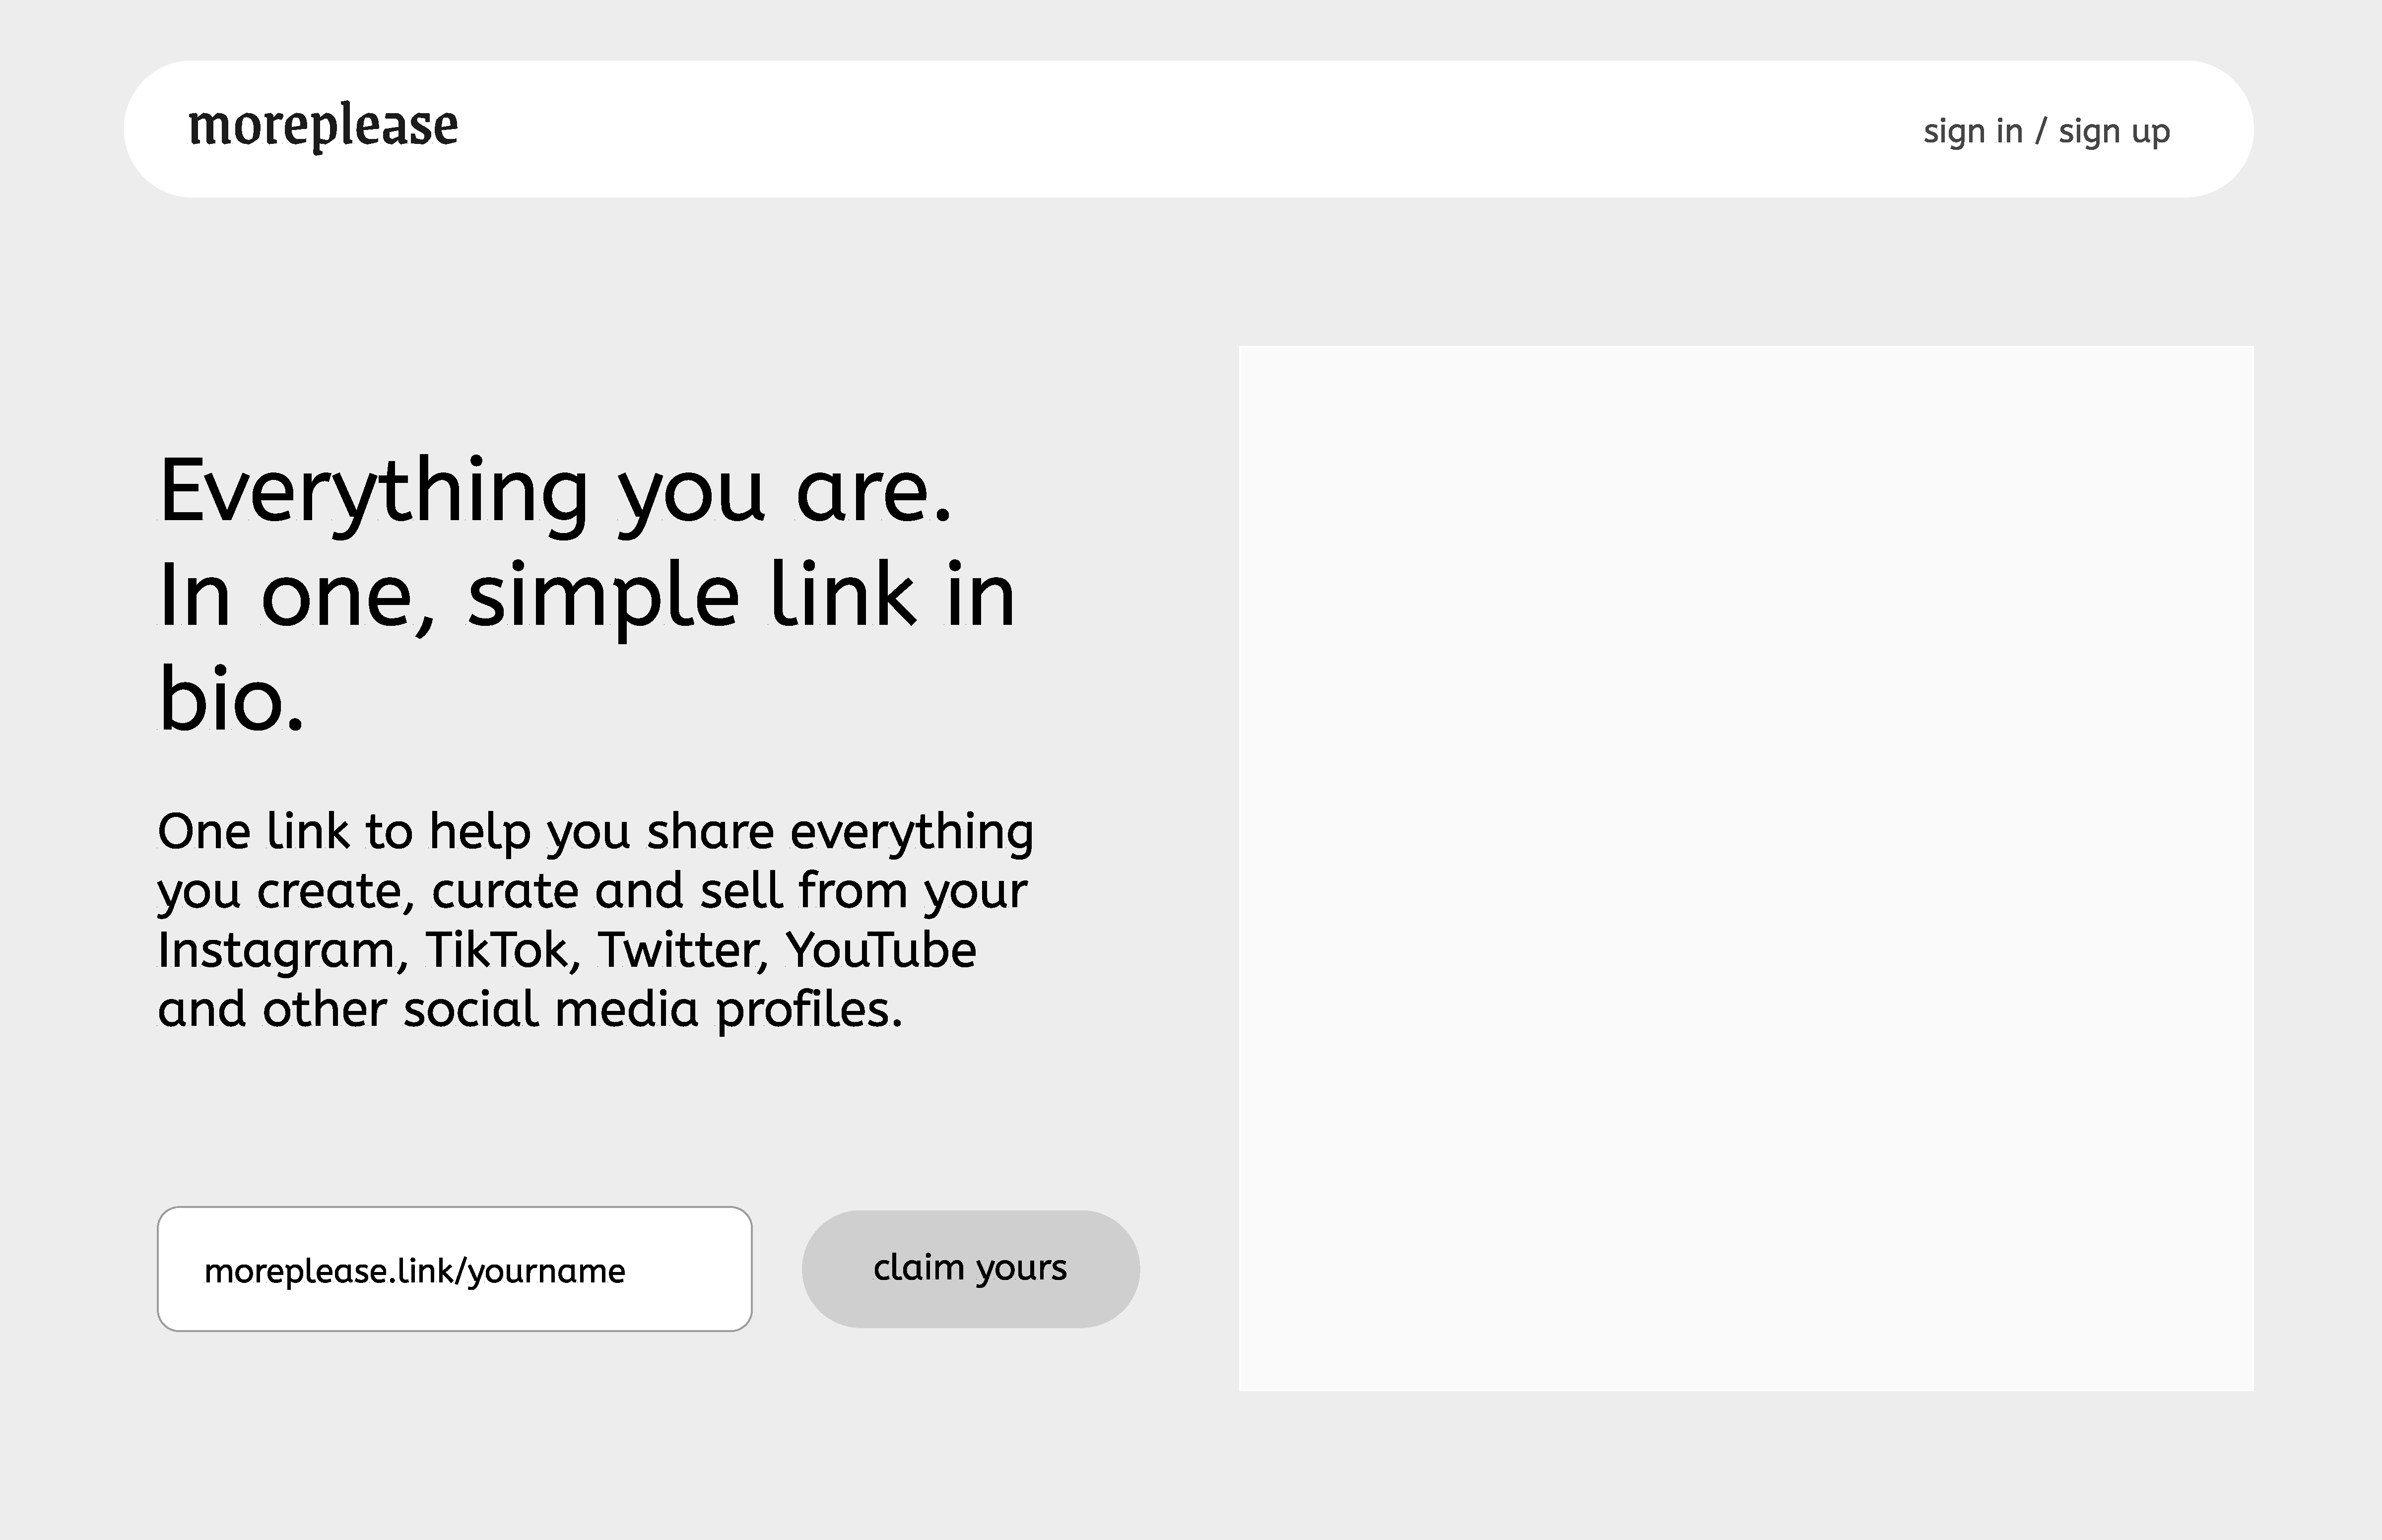 moreplease
sign in / sign up
Everything you are.
In one, simple link in
bio.
One link to help you share everything
you create, curate and sell from your
Instagram, TikTok, Twitter, YouTube
and other social media profiles.
moreplease.link/yourname
claim yours